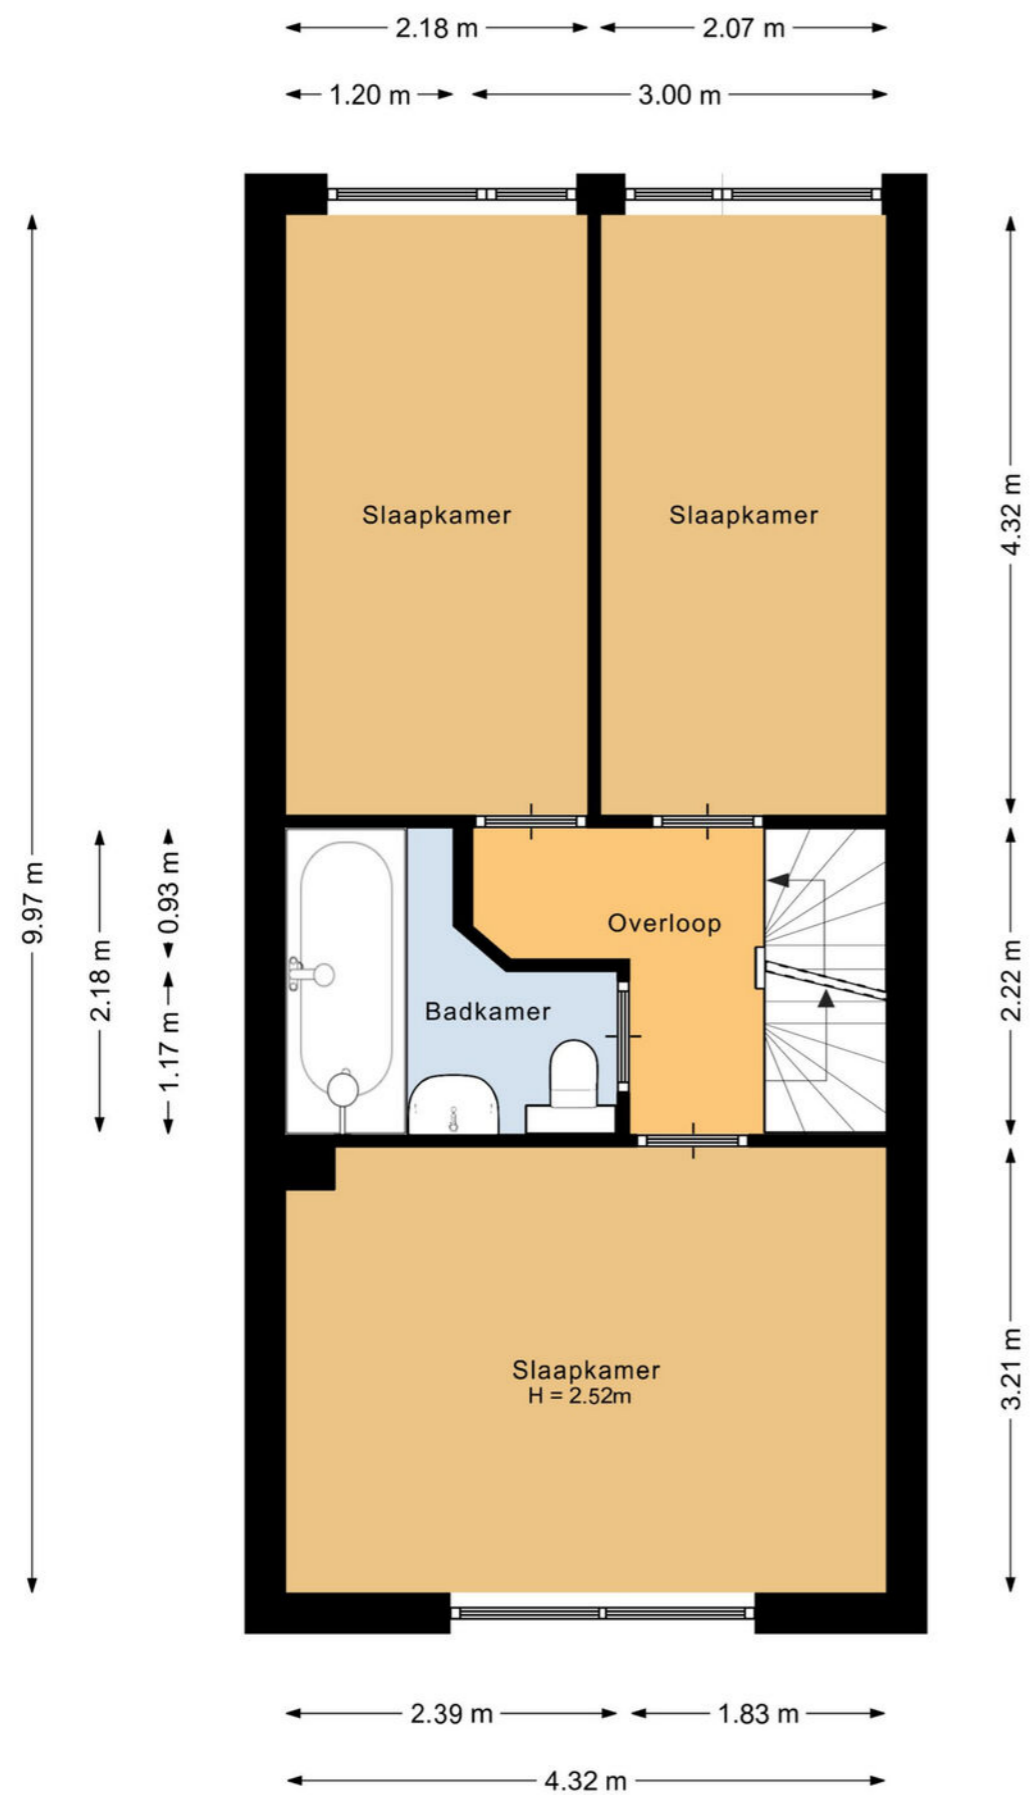 2.18 m
2.07 m
1.20 m
3.00 m
Slaapkamer
Slaapkamer
4.32 m
9.97 m
2.18 m
0.93 m
1.17 m
Overloop
Badkamer
2.22 m
Slaapkamer
H = 2.52m
3.21 m
2.39 m
1.83 m
4.32 m